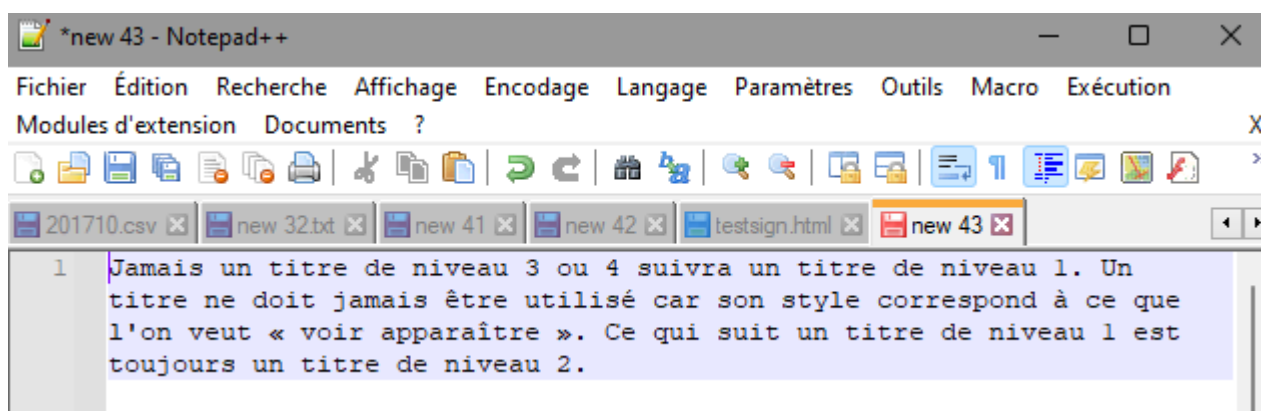 *new 43 - Notepad++
Fichier Édition Recherche Affichage Encodage Langage Paramètres Outils Macro Exécution
Modules d'extension Documents ? X
201710.csv new 32.txt new 41 new 42 testsign.html new 43
1 Jamais un titre de niveau 3 ou 4 suivra un titre de niveau 1. Un
titre ne doit jamais être utilisé car son style correspond à ce que
l'on veut « voir apparaître ». Ce qui suit un titre de niveau 1 est
toujours un titre de niveau 2.